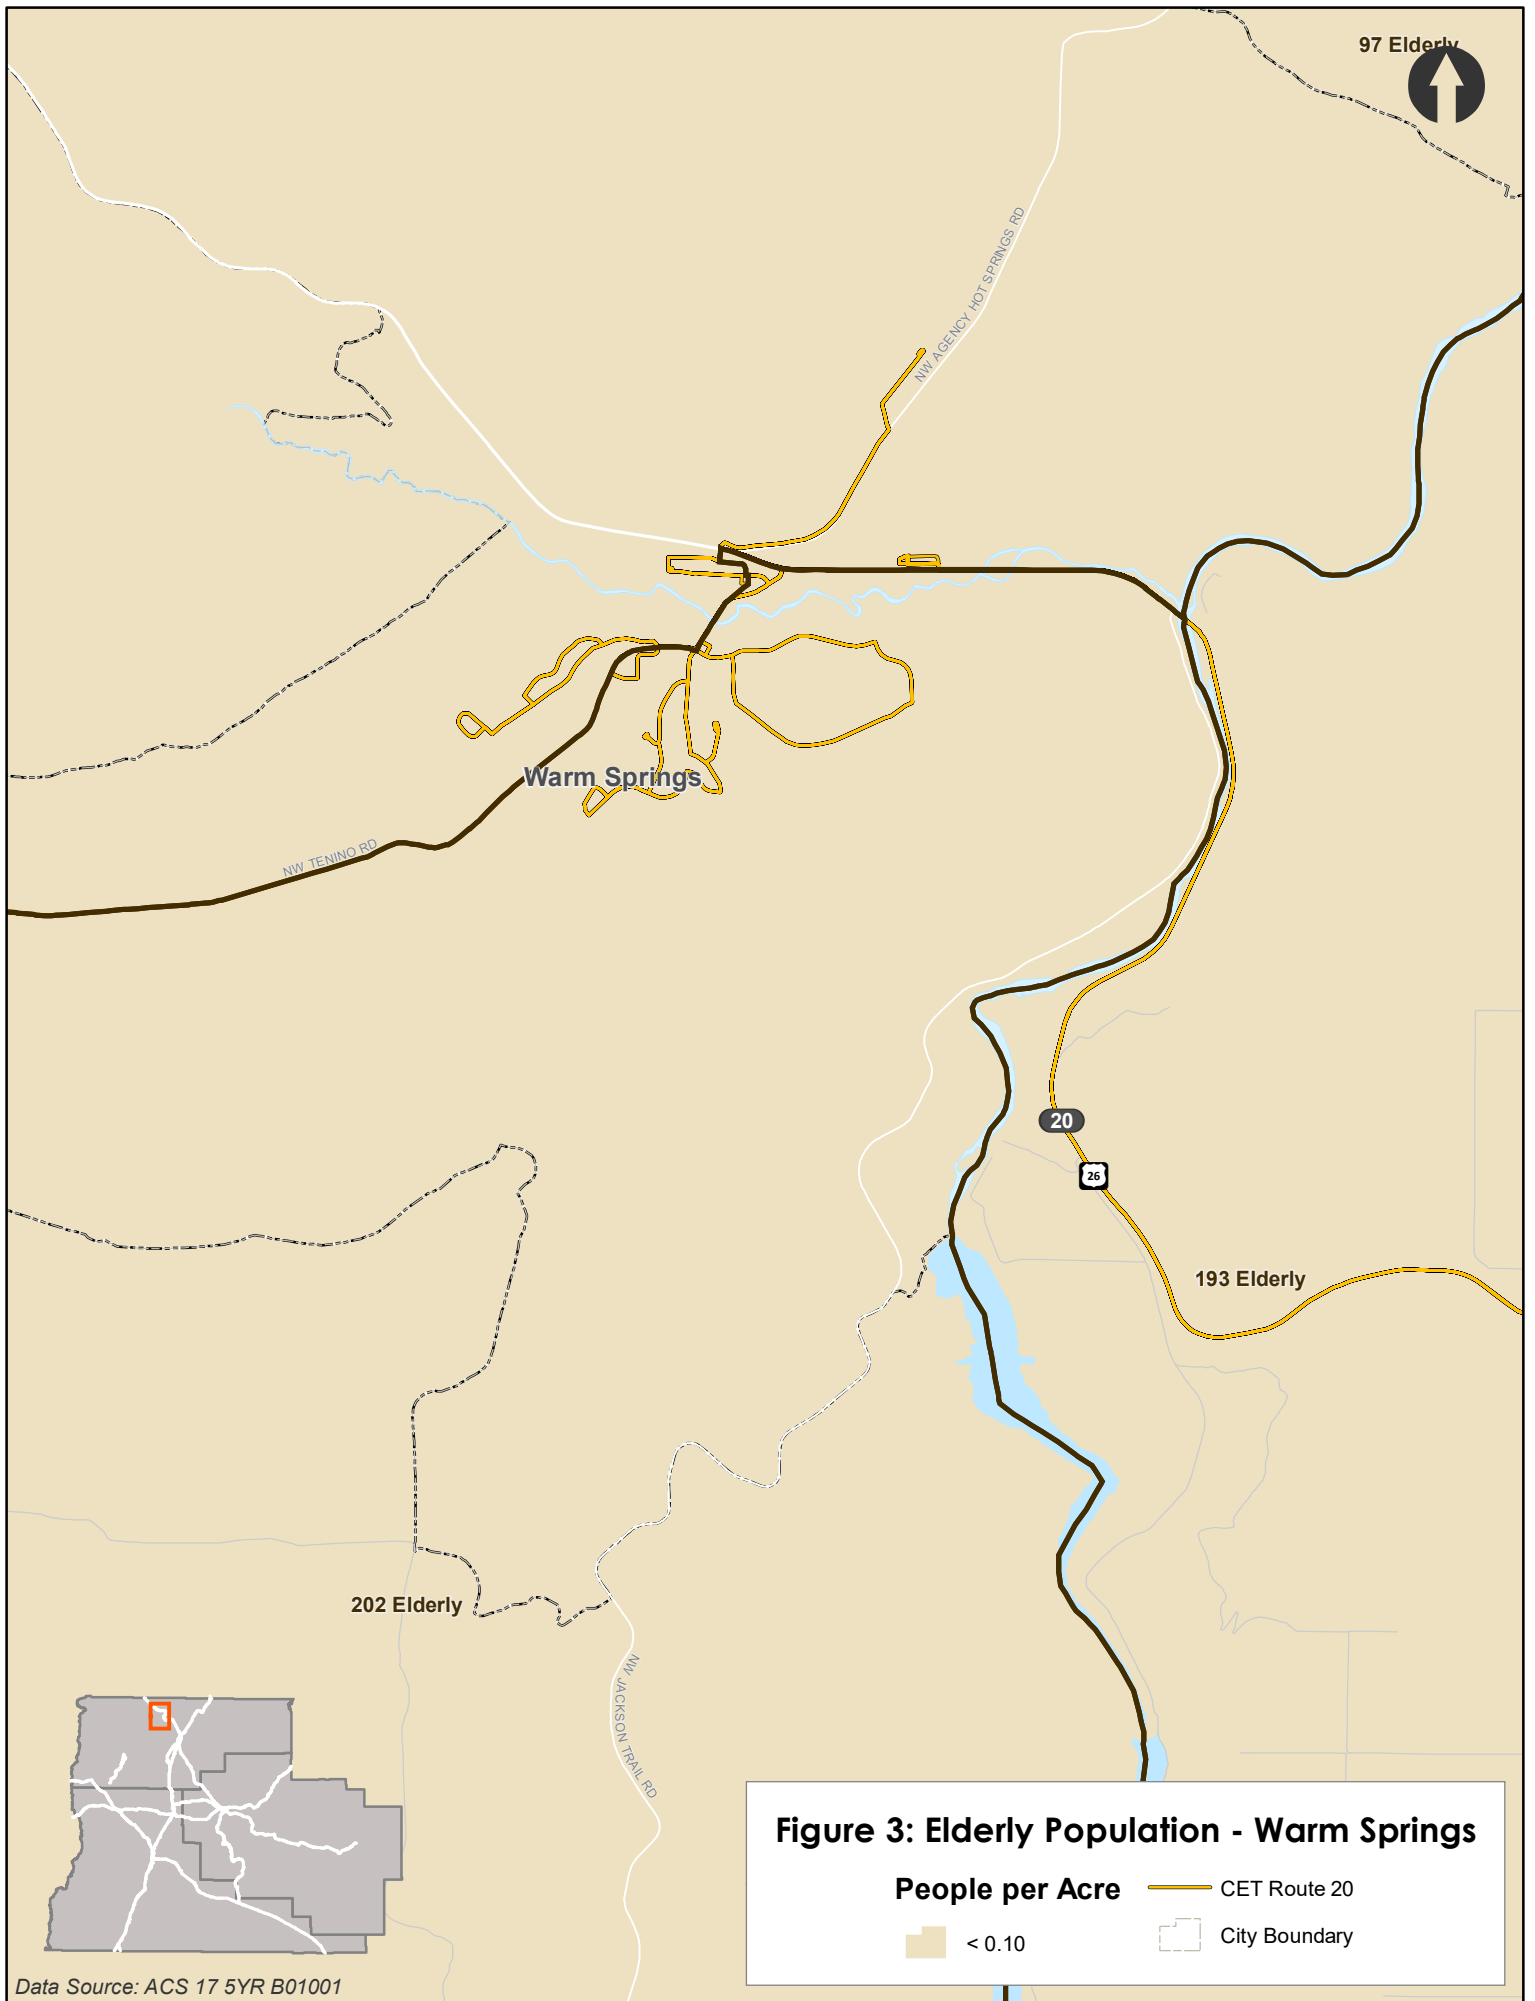 97 Elderly
NW AGENCY HOT SPRINGS RD
Warm Springs
NW TENINO RD
20
26
193 Elderly
202 Elderly
NW JACKSON TRAIL RD
Figure 3: Elderly Population - Warm Springs
People per Acre
CET Route 20
< 0.10
City Boundary
Data Source: ACS 17 5YR B01001